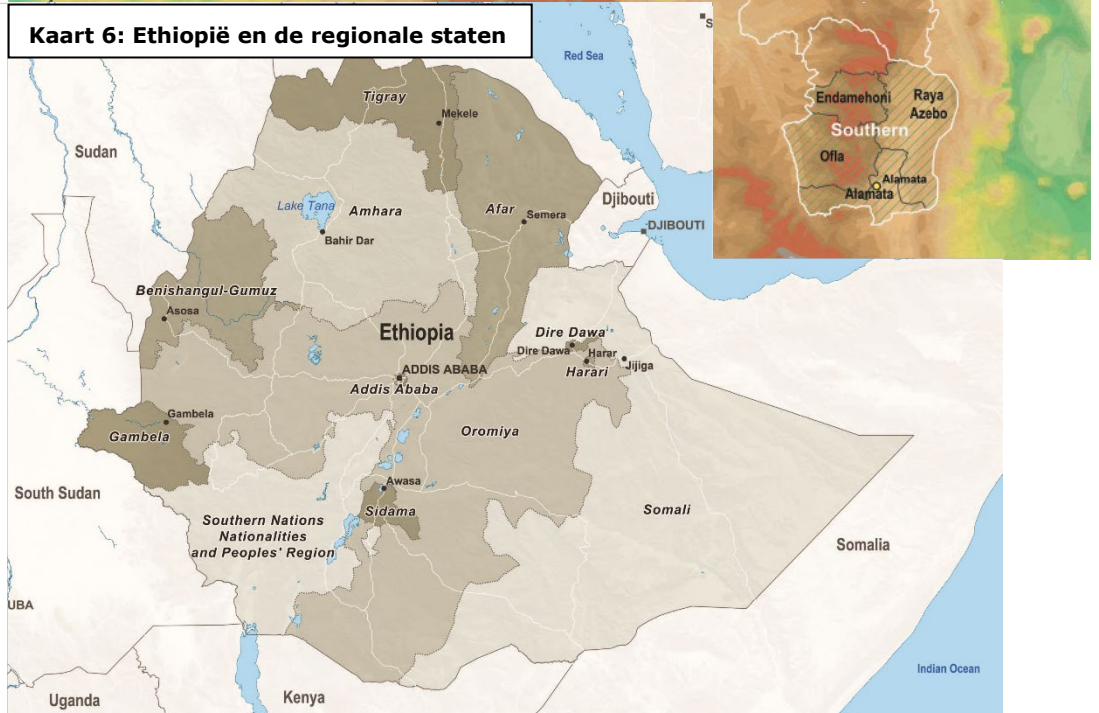 Kaart 6: Ethiopië en de regionale staten
S
Red Sea
Tigray
Mekele
Sudan
Endamehoni
Raya
Azebo
Southern
Ofla
Alamata
Alamata
Lake Tana
Amhara
Afar
Semera
Djibouti
DJIBOUTI
Bahir Dar
Benishangul-Gumuz
Asosa
Ethiopia
Dire Dawa
Dire Dawa
Harar
Jijiga
Harari
ADDIS ABABA
Addis Ababa
Gambela
Gambela
Oromiya
Awasa
South Sudan
Sidama
Somali
Southern Nations
Nationalities
and Peoples' Region
Somalia
UBA
Indian Ocean
Uganda
Kenya